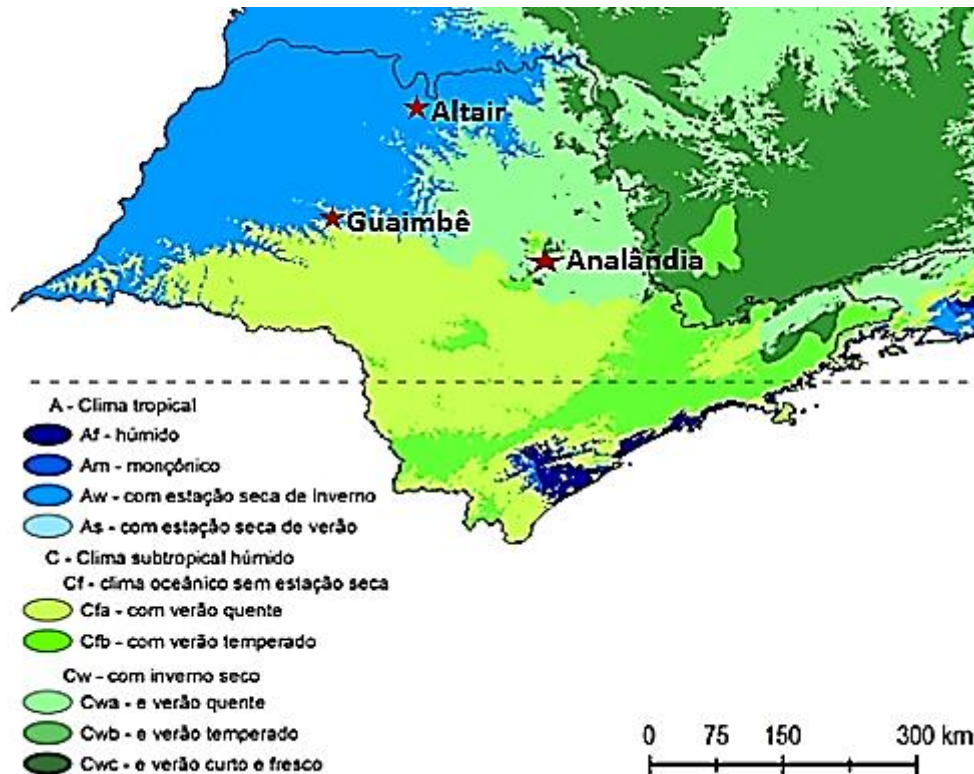 Altair
Guaimbê
Analândia
A - Clima tropical
Af - húmido
Am - monçônico
Aw - com estação seca de Inverno
As - com estação seca de verão
C - Clima subtropical húmido
Cf - clima oceânico sem estação seca
Cfa - com verão quente
Cfb - com verão temperado
Cw - com inverno seco
Cwa - e verão quente
Cwb - e verão temperado
Cwc - e verão curto e fresco
0 75 150 300 km